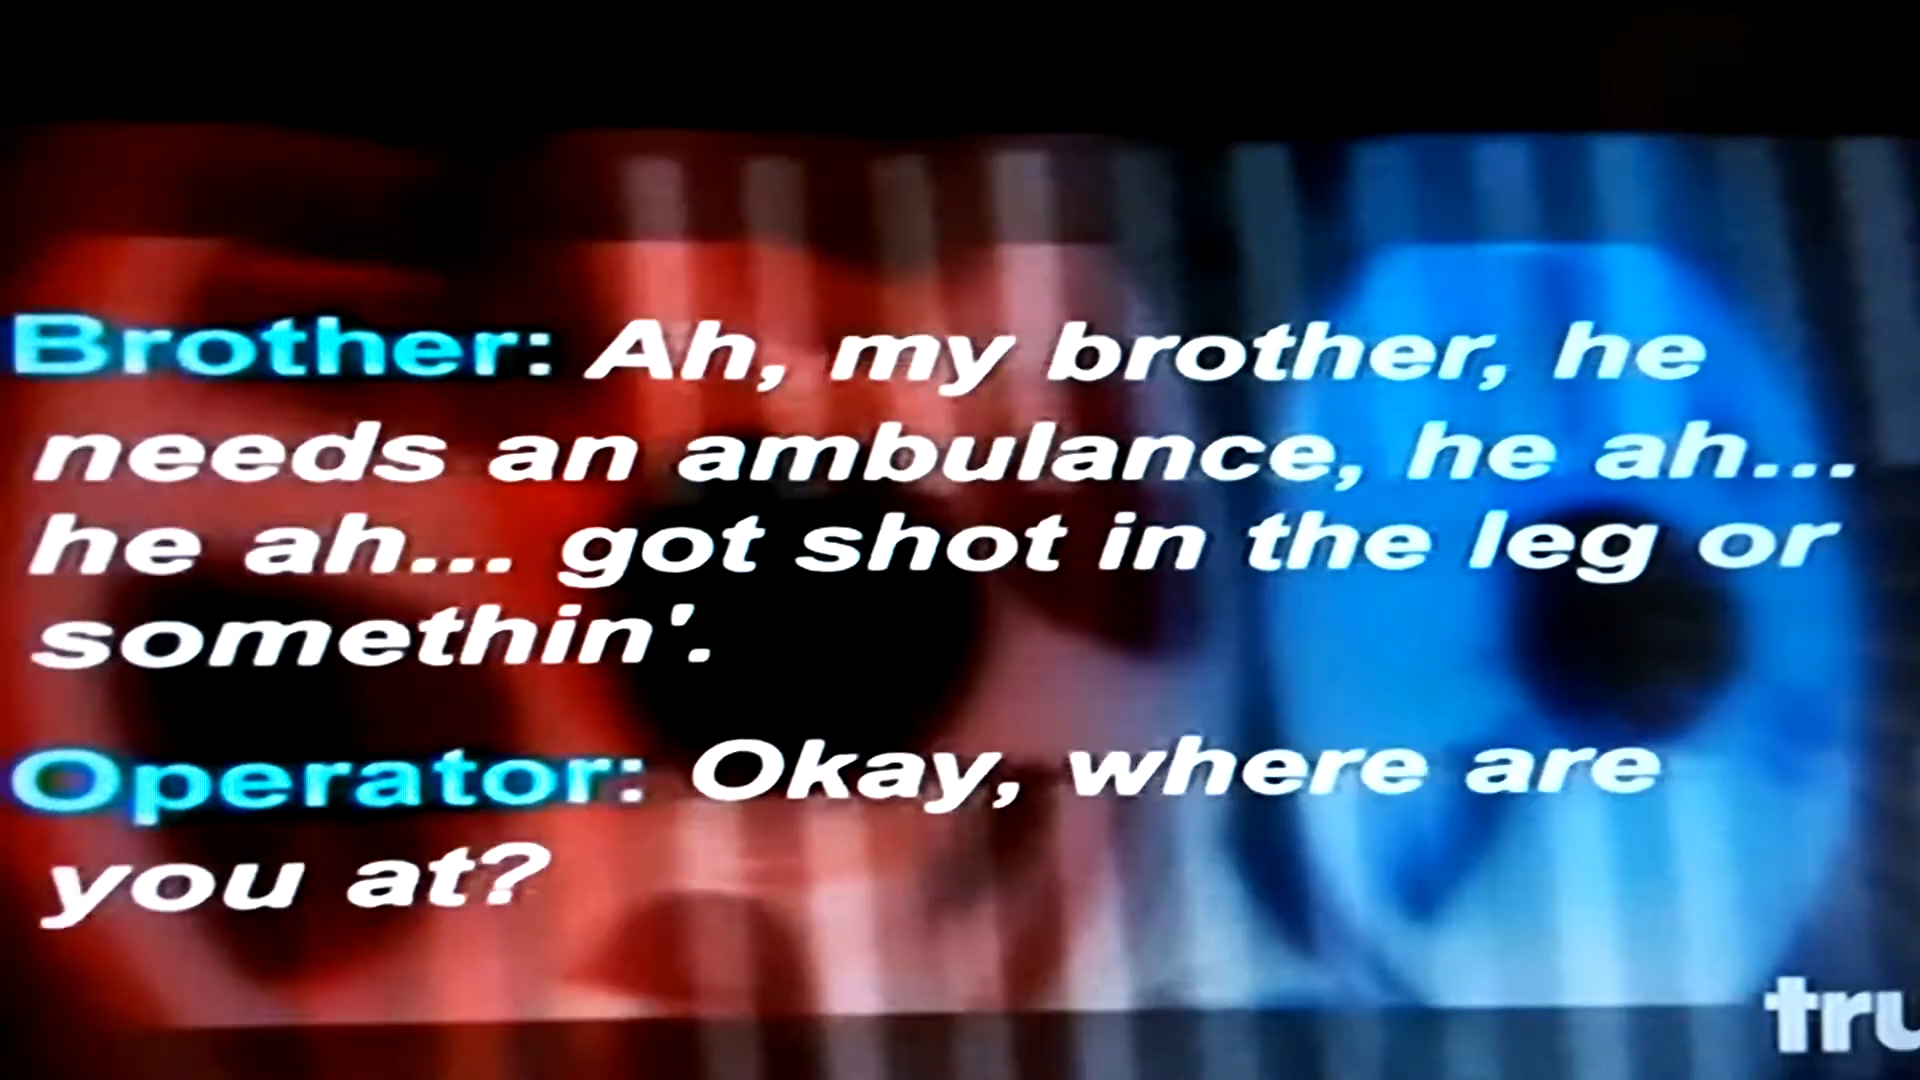 Brother: Ah, my brother, he
needs an ambulance, he ah...
he ah... got shot in the leg or
somethin'.
Operator: Okay, where are
you at?
tru